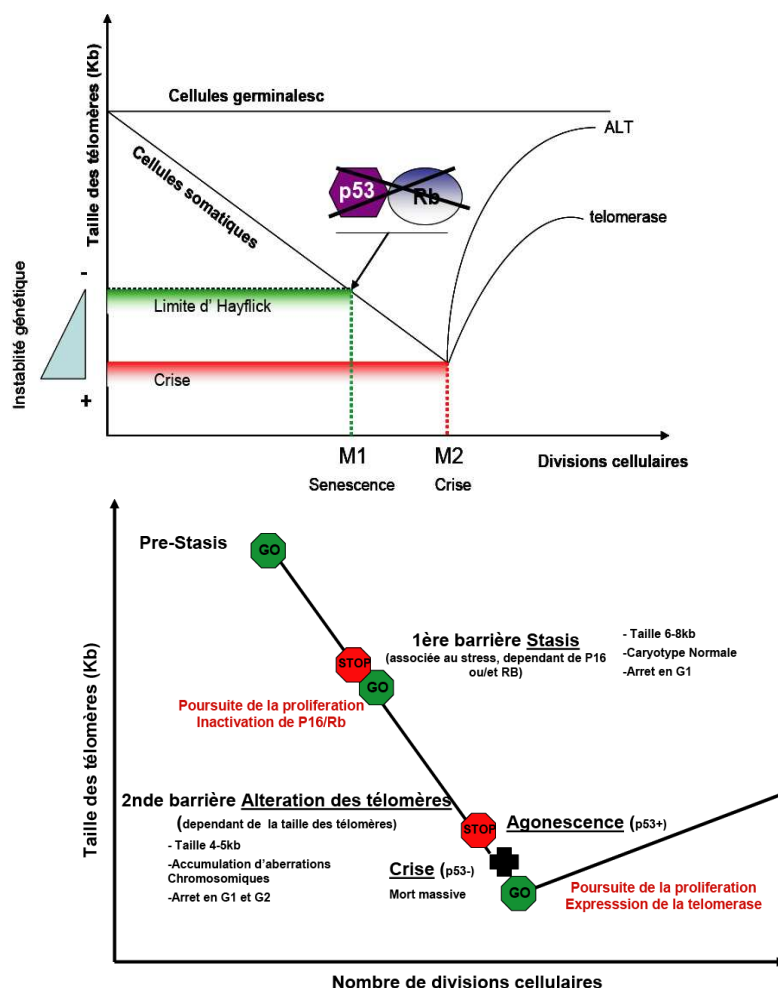 Taille des télomères (Kb)
Cellules germinalesc
ALT
Cellules somatiques
p53
Rb
telomerase
Instablité génétique
-
Limite d' Hayflick
Crise
+
M1
M2
Divisions cellulaires
Senescence
Crise
Taille des télomères (Kb)
Pre-Stasis
GO
1ère barrière Stasis
(associée au stress, dependant de P16
ou/et RB)
- Taille 6-8kb
-Caryotype Normale
-Arret en G1
STOP
GO
Poursuite de la proliferation
Inactivation de P16/Rb
2nde barrière Alteration des télomères
(dependant de la taille des télomères)
- Taille 4-5kb
-Accumulation d'aberrations
Chromosomiques
-Arret en G1 et G2
STOP
Agonescence (p53+)
Crise (p53-)
Mort massive
GO
Poursuite de la proliferation
Expresssion de la telomerase
Nombre de divisions cellulaires